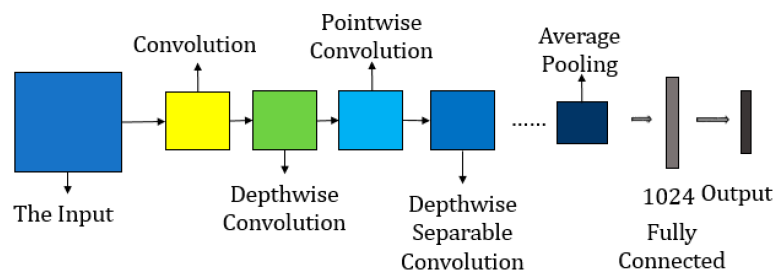 Convolution
Pointwise
Convolution
Average
Pooling
......
The Input
Depthwise
Convolution
Depthwise
Separable
Convolution
1024
Fully
Connected
Output